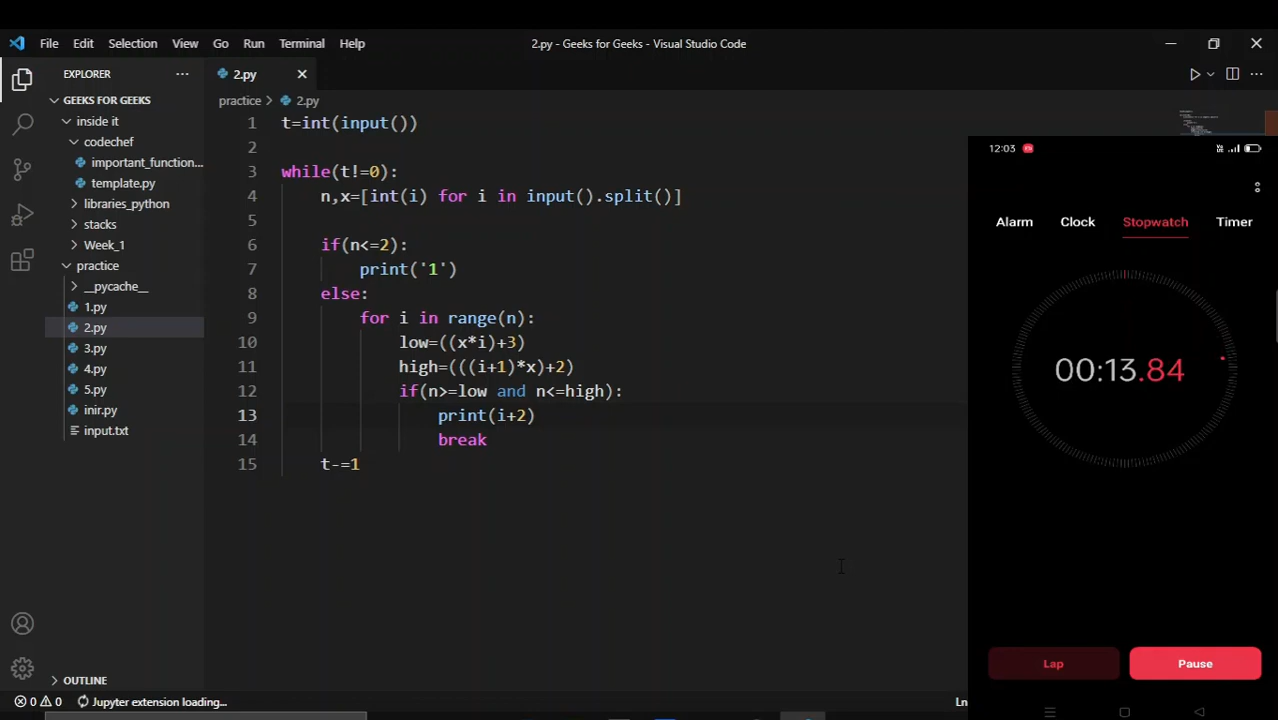 File Edit Selection View Go Run Terminal Help
2.py - Geeks for Geeks - Visual Studio Code
EXPLORER
GEEKS FOR GEEKS
inside it
codechef
important_function...
template.py
libraries_python
stacks
Week_1
practice
__pycache__
1.py
2.py
3.py
4.py
5.py
inir.py
input.txt
OUTLINE
2.py
practice > 2.py
1 t=int(input())
2
3 while(t!=0):
4 n,x=[int(i) for i in input().split()]
5
6 if(n<=2):
7 print('1')
8 else:
9 for i in range(n):
10 low=((x*i)+3)
11 high=(((i+1)*x)+2)
12 if(n>=low and n<=high):
13 print(i+2)
14 break
15 t-=1
0 0 Jupyter extension loading...
Ln
12:03
Alarm Clock Stopwatch Timer
00:13.84
Lap Pause